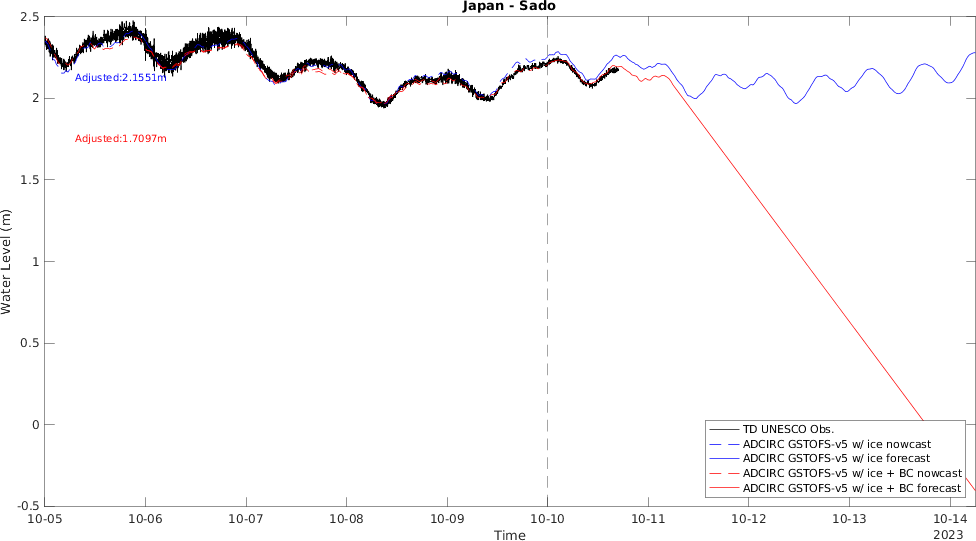 Japan - Sado
2.5
2
1.5
1
0.5
0
-0.5
Water Level (m)
Adjusted:2.1551m
Adjusted:1.7097m
TD UNESCO Obs.
ADCIRC GSTOFS-v5 w/ ice nowcast
ADCIRC GSTOFS-v5 w/ ice forecast
ADCIRC GSTOFS-v5 w/ ice + BC nowcast
ADCIRC GSTOFS-v5 w/ ice + BC forecast
10-05 10-06 10-07 10-08 10-09 10-10 10-11 10-12 10-13 10-14
Time
2023